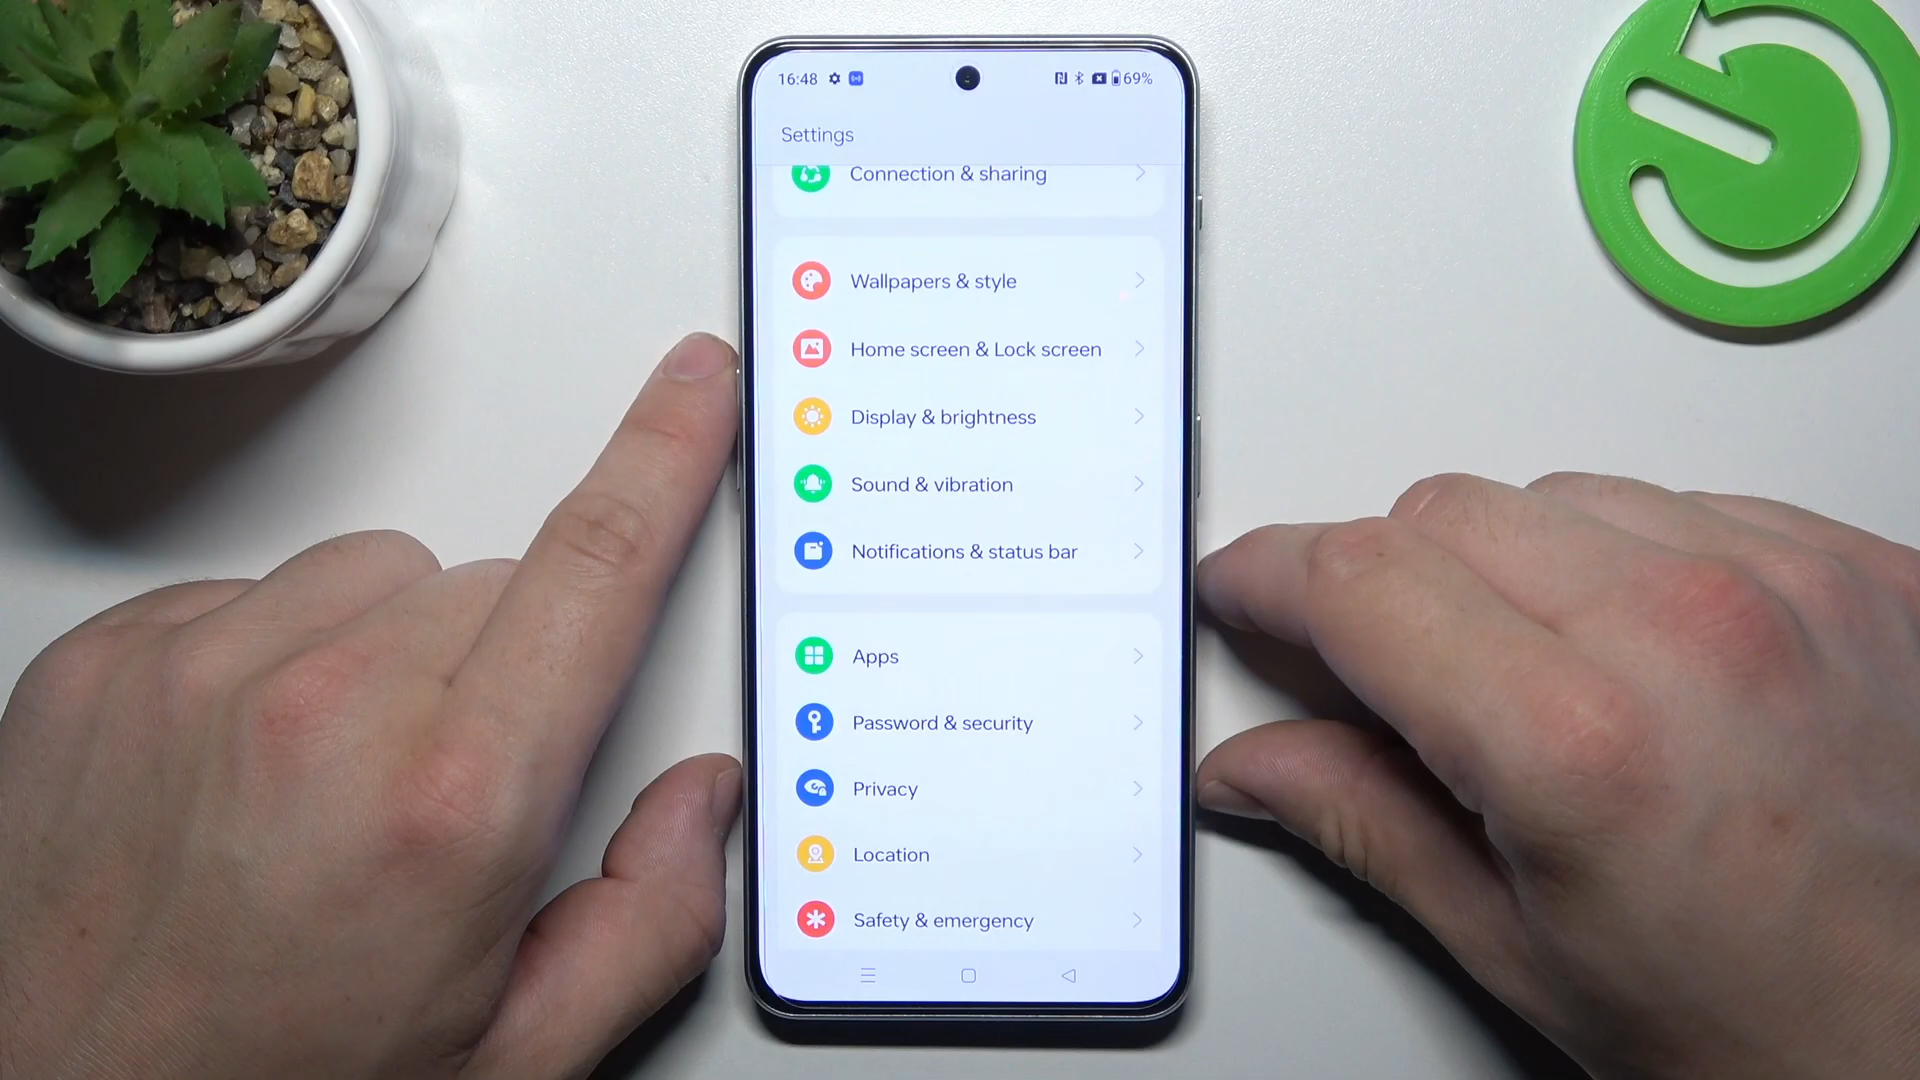 16:48 69%
Settings
Connection & sharing
Wallpapers & style
Home screen & Lock screen
Display & brightness
Sound & vibration
Notifications & status bar
Apps
Password & security
Privacy
Location
Safety & emergency